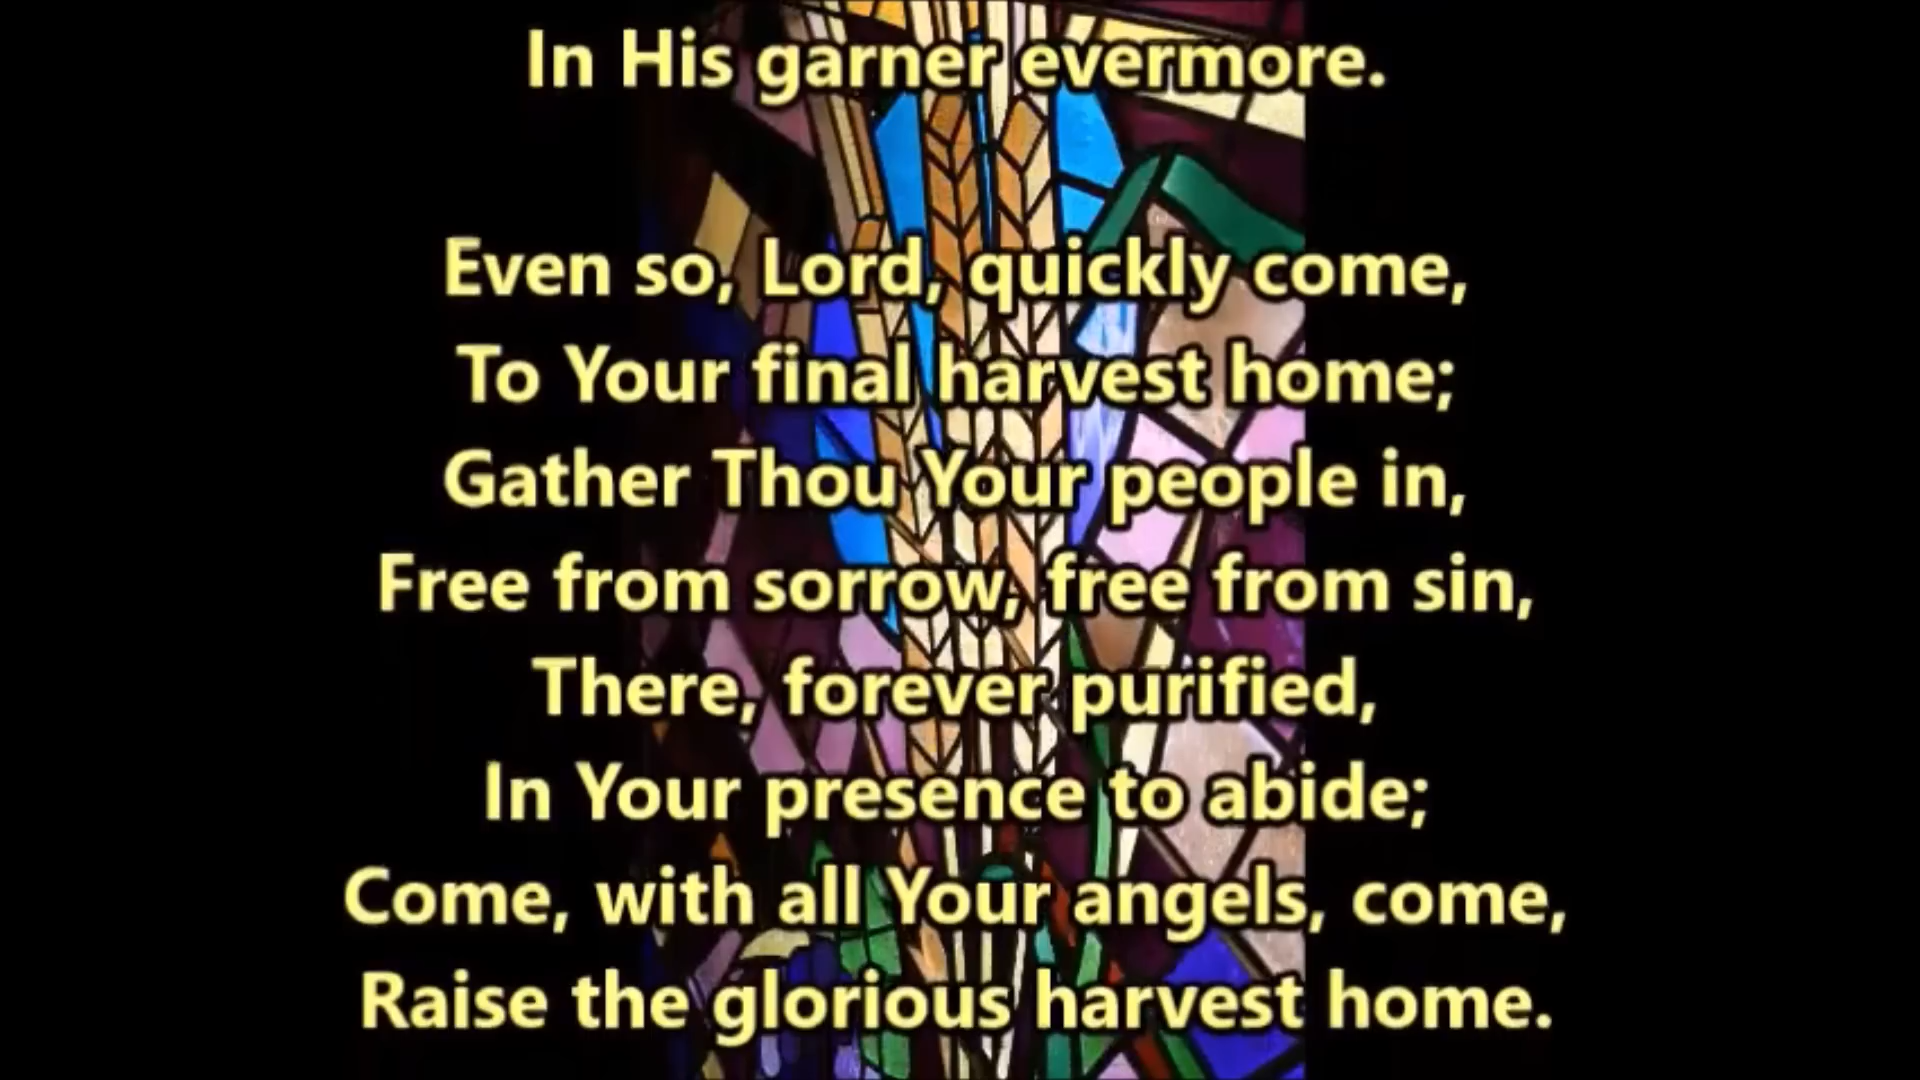 In His garner evermore.
Even so, Lord, quickly come,
To Your final harvest home;
Gather Thou Your people in,
Free from sorrow, free from sin,
There, forever purified,
In Your presence to abide;
Come, with all Your angels, come,
Raise the glorious harvest home.